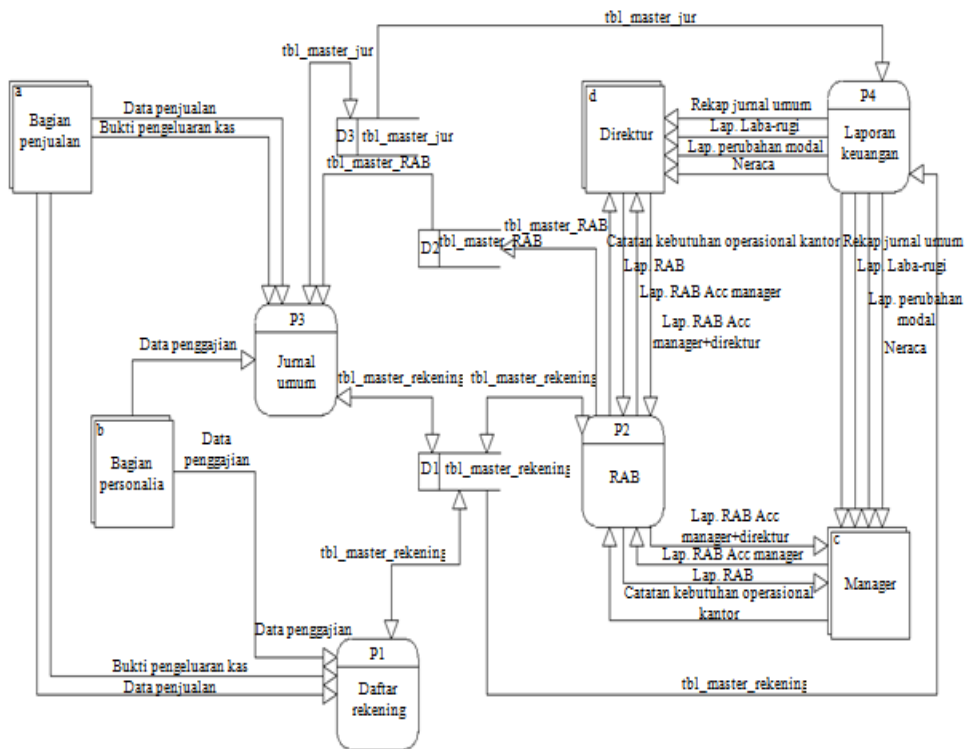 tbl_master_jur
tbl_master_jur
a
Bagian
penjualan
Data penjualan
Bukti pengeluaran kas
D3
tbl_master_jur
tbl_master_RAB
d
Direktur
Rekap jurnal umum
Lap. Laba-rugi
Lap. perubahan modal
Neraca
P4
Laporan
keuangan
tbl_master_RAB
D2
tbl_master_RAB
Catatan kebutuhan operasional kantor
Rekap jurnal umum
Lap. RAB
Lap. Laba-rugi
Lap. RAB Acc manager
Lap. perubahan
modal
Lap. RAB Acc
manager+direktur
Neraca
P3
Jurnal
umum
Data penggajian
tbl_master_rekening
tbl_master_rekening
b
Bagian
personalia
Data
penggajian
D1
tbl_master_rekening
P2
RAB
Lap. RAB Acc
manager+direktur
Lap. RAB Acc manager
Lap. RAB
Catatan kebutuhan operasional
kantor
c
Manager
tbl_master_rekening
Data penggajian
Bukti pengeluaran kas
Data penjualan
P1
Daftar
rekening
tbl_master_rekening